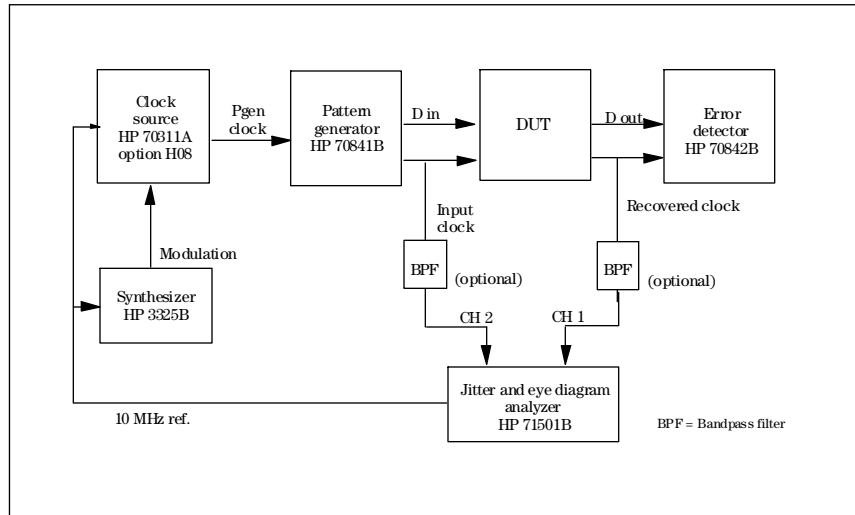 Clock
source
HP 70311A
option H08
Pgen
clock
Pattern
generator
HP 70841B
D in
DUT
D out
Error
detector
HP 70842B
Input
clock
Recovered clock
Modulation
BPF
(optional)
BPF
(optional)
Synthesizer
HP 3325B
CH 2
CH 1
Jitter and eye diagram
analyzer
HP 71501B
10 MHz ref.
BPF = Bandpass filter